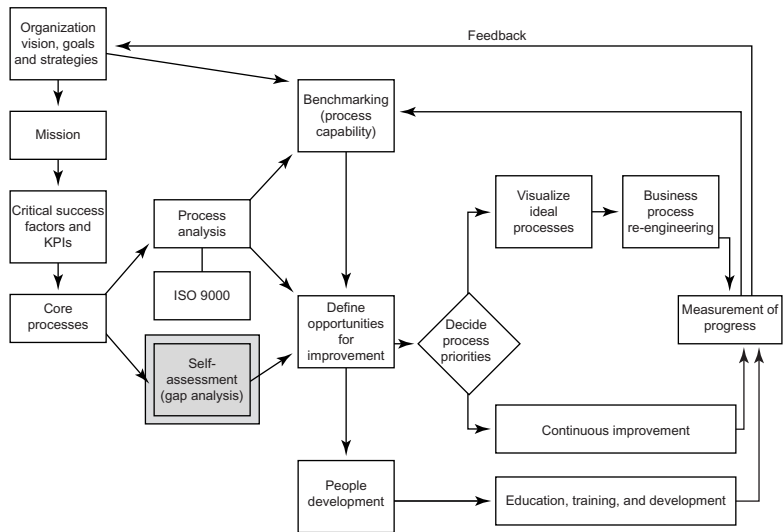 Organization
vision, goals
and strategies
Feedback
Benchmarking
(process
capability)
Mission
Critical success
factors and
KPIs
Process
analysis
Visualize
ideal
processes
Business
process
re-engineering
ISO 9000
Core
processes
Define
opportunities
for
improvement
Decide
process
priorities
Measurement of
progress
Self-
assessment
(gap analysis)
Continuous improvement
People
development
Education, training, and development